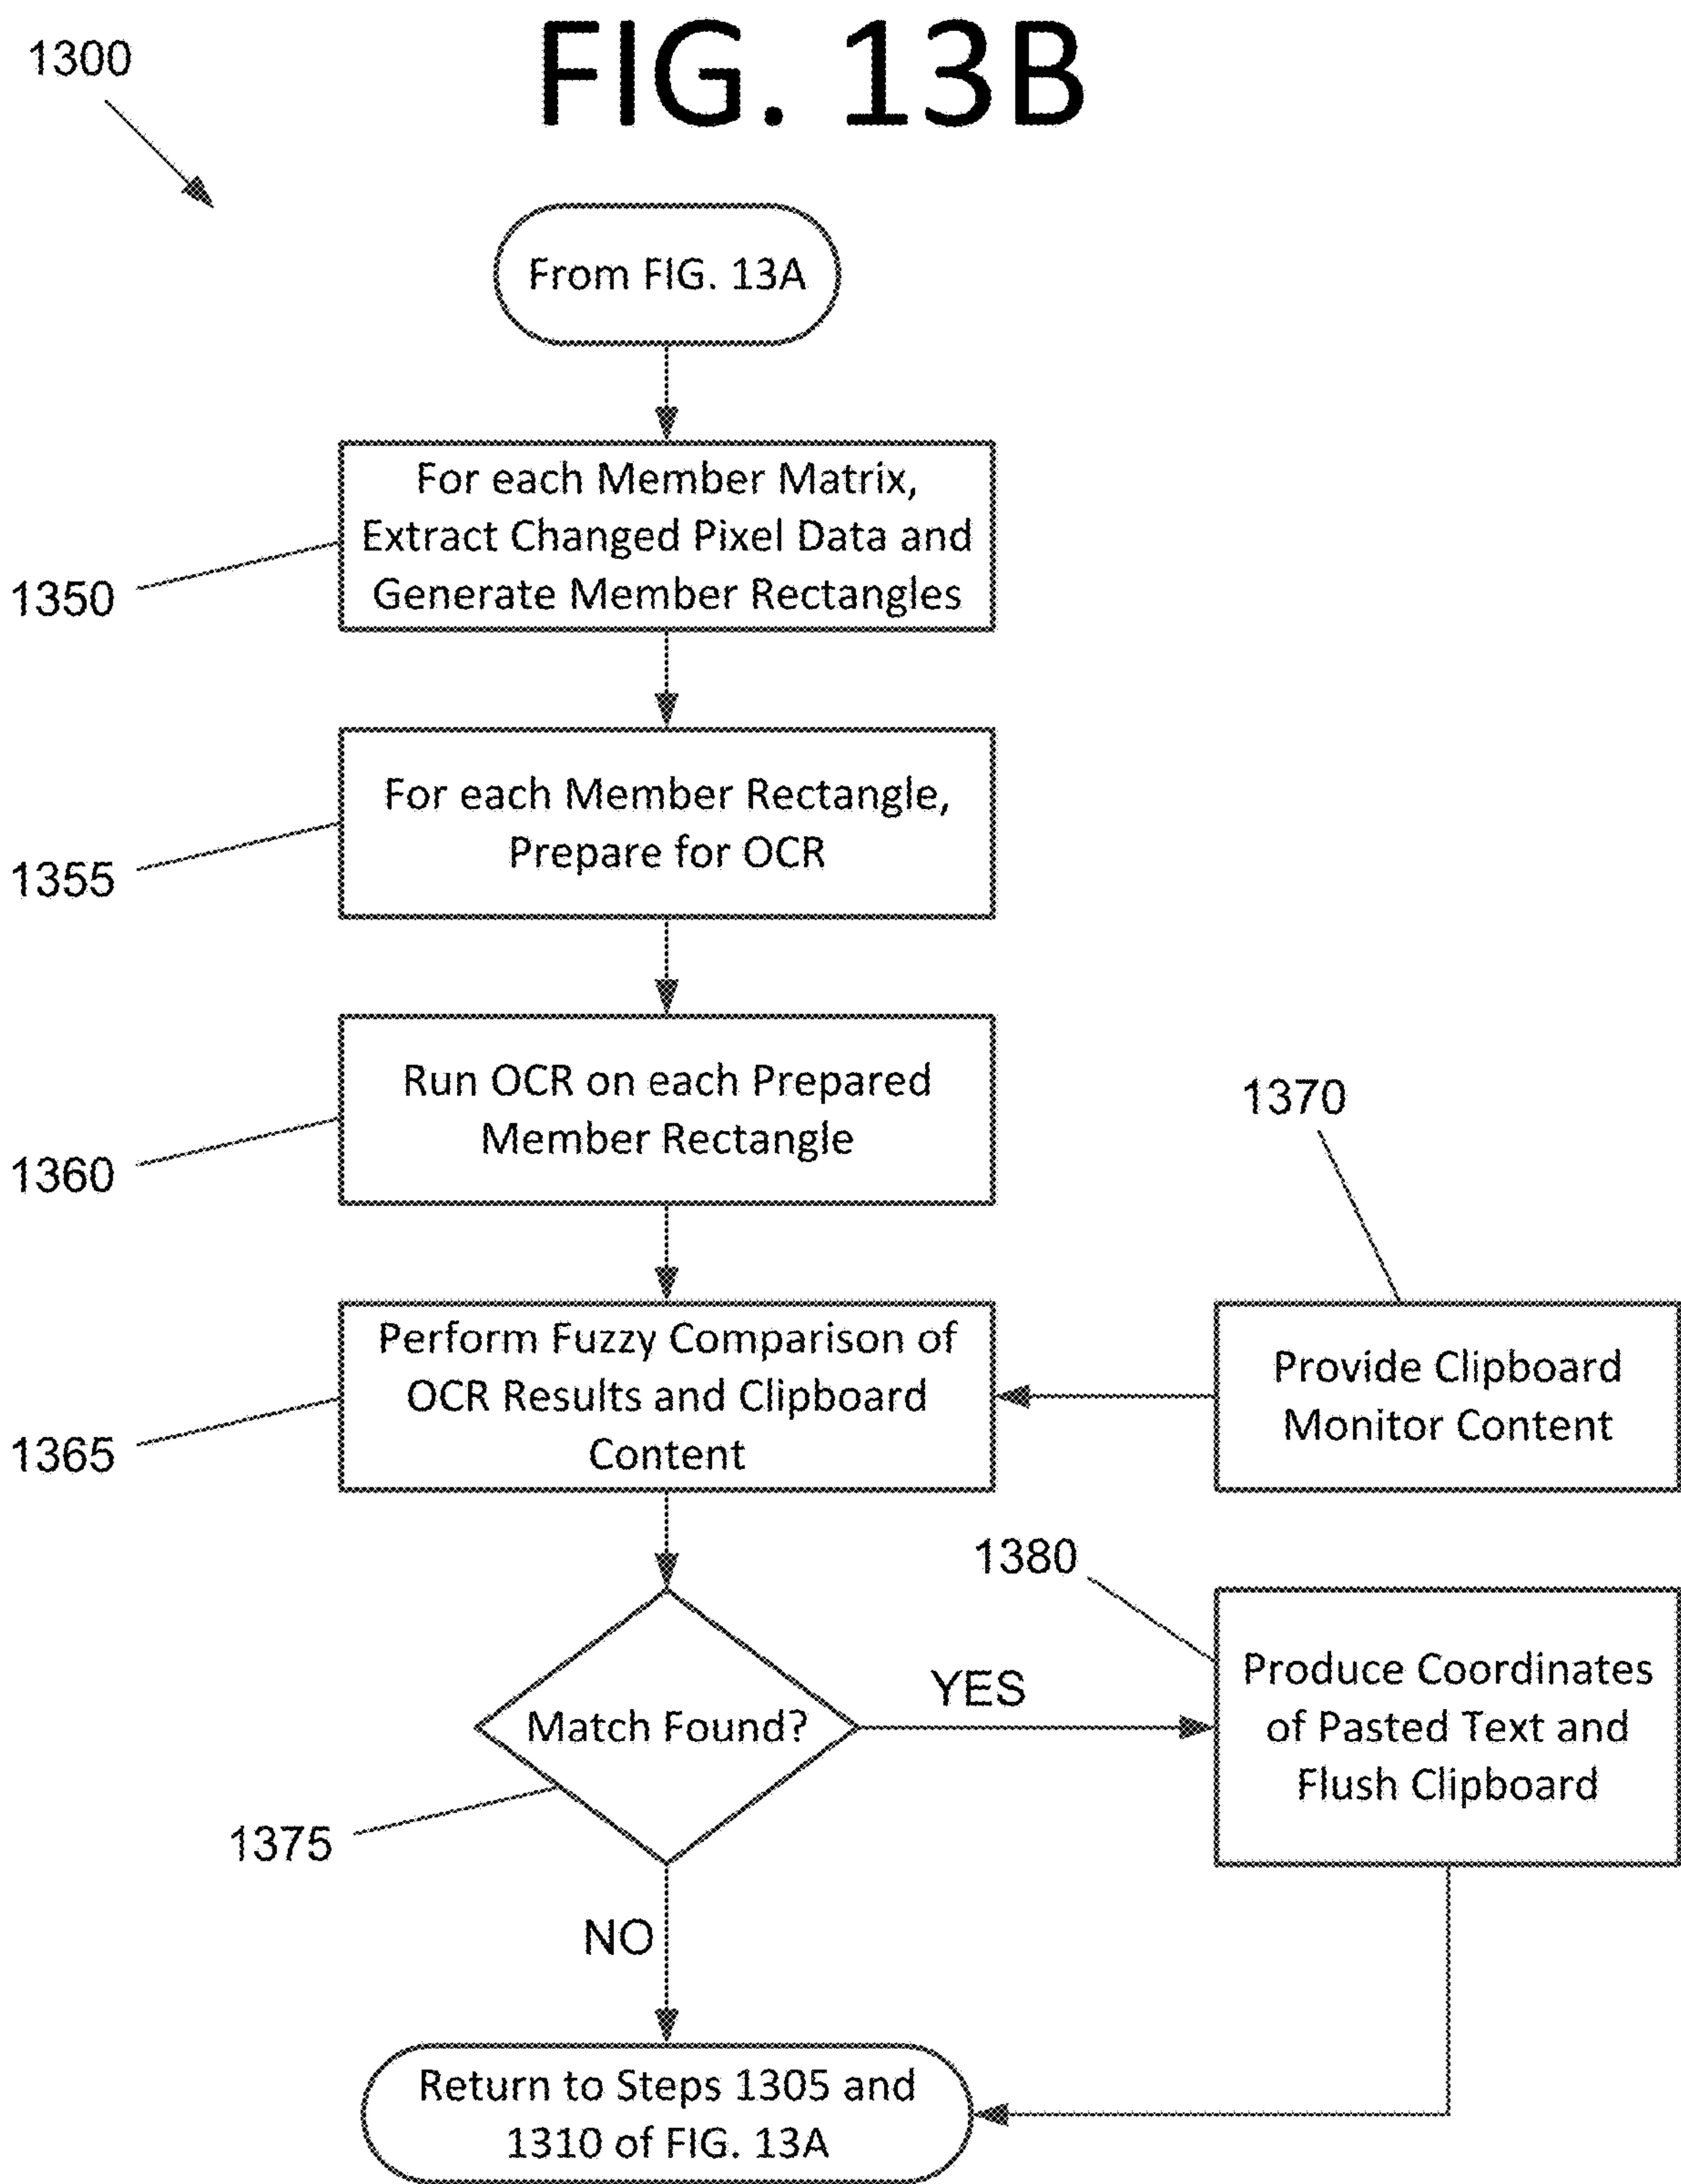 FIG. 13B
1300
From FIG. 13A
For each Member Matrix,
Extract Changed Pixel Data and
Generate Member Rectangles
1350
For each Member Rectangle,
Prepare for OCR
1355
Run OCR on each Prepared
Member Rectangle
1360
1370
Perform Fuzzy Comparison of
OCR Results and Clipboard
Content
1365
Provide Clipboard
Monitor Content
1380
Match Found?
YES
1375
Produce Coordinates
of Pasted Text and
Flush Clipboard
NO
Return to Steps 1305 and
1310 of FIG. 13A